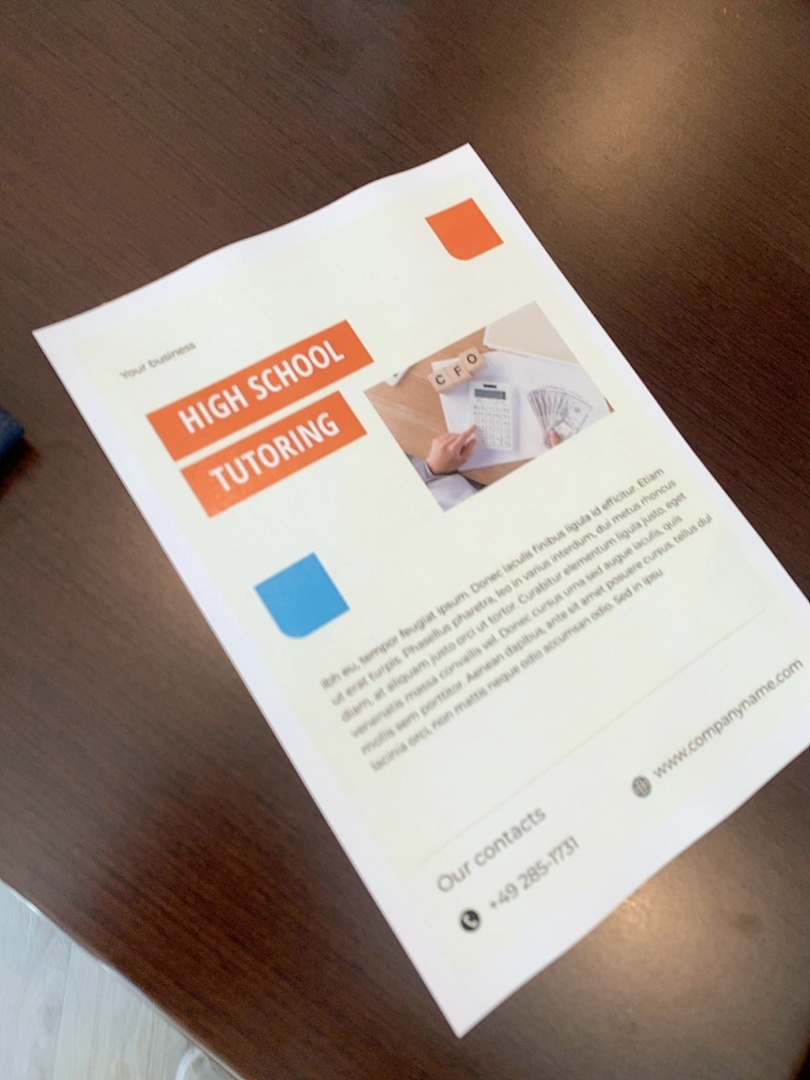 Your business
HIGH SCHOOL
TUTORING
C F O
ibh eu, tempor feugiat ipsum. Donec iaculis finibus ligula id efficitur. Etiam
ut erat turpis. Phasellus pharetra, leo in varius interdum, dui metus rhoncus
diam, at aliquam justo orci ut tortor. Curabitur elementum ligula justo, eget
venenatis massa convallis vel. Donec cursus urna sed augue iaculis, quis
mollis sem porttitor. Aenean dapibus, ante sit amet posuere cursus, tellus dui
lacinia orci, non mattis neque odio accumsan odio. Sed in ipsu
Our contacts
+49 285-1731
www.companyname.com